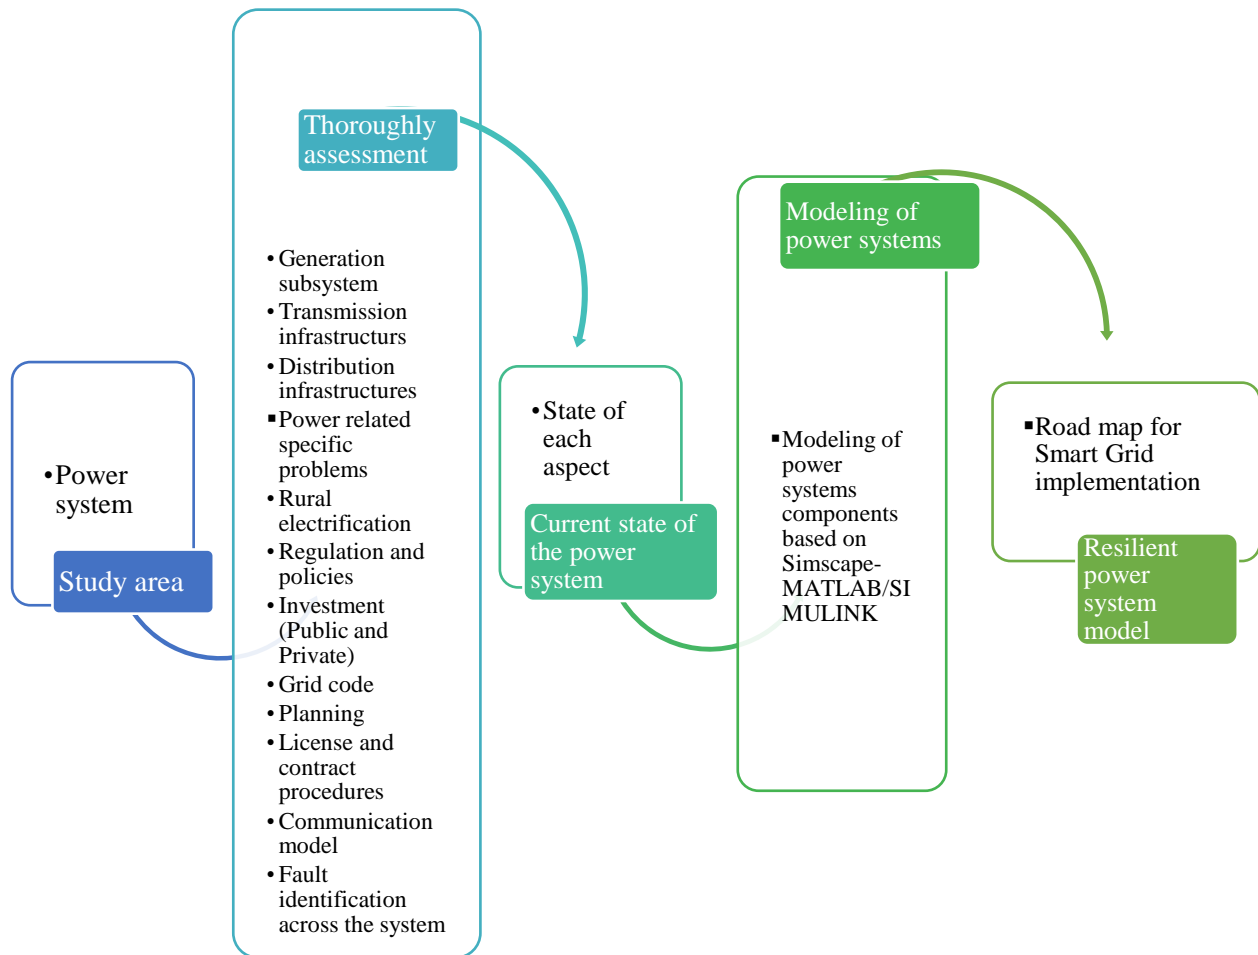 •Power
system
Study area
Thoroughly
assessment
• Generation
subsystem
• Transmission
infrastructurs
• Distribution
infrastructures
▪ Power related
specific
problems
• Rural
electrification
• Regulation and
policies
• Investment
(Public and
Private)
• Grid code
• Planning
• License and
contract
procedures
• Communication
model
• Fault
identification
across the system
•State of
each
aspect
Current state of
the power
system
Modeling of
power systems
▪Modeling of
power
systems
components
based on
Simscape-
MATLAB/SI
MULINK
▪Road map for
Smart Grid
implementation
Resilient
power
system
model